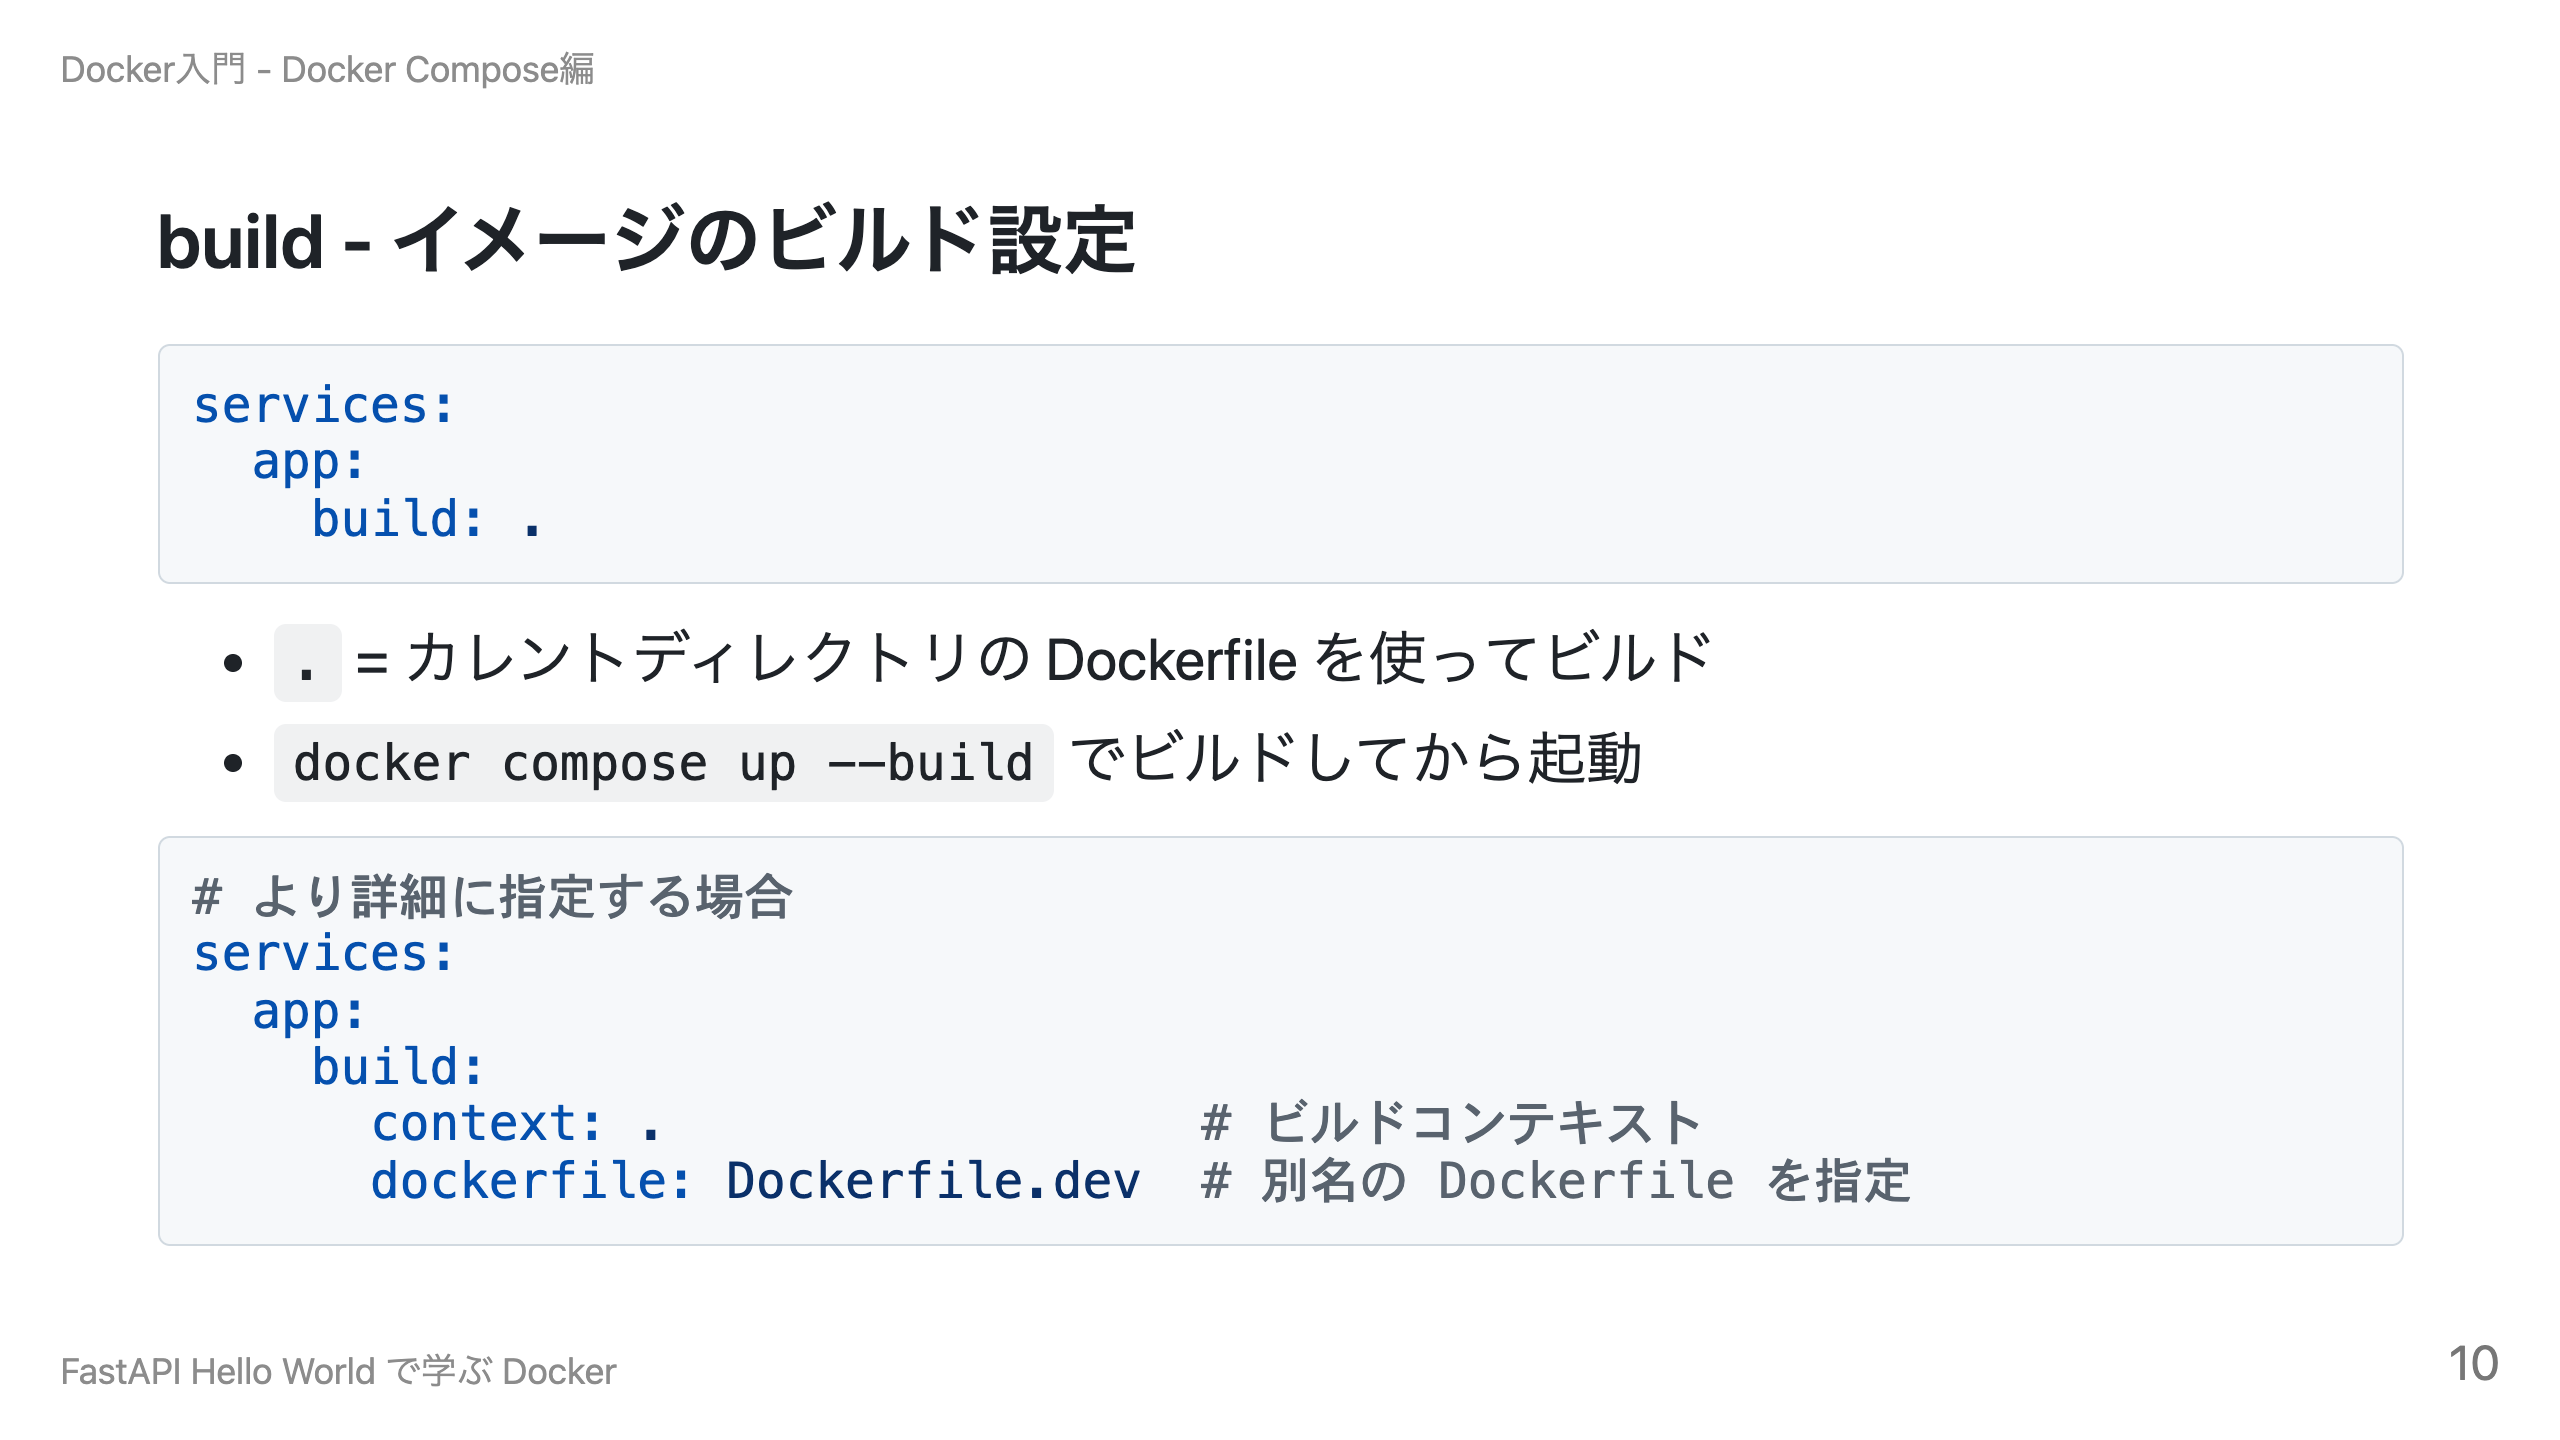 Docker入門 - Docker Compose編
build - イメージのビルド設定
services:
  app:
    build: .
• . = カレントディレクトリの Dockerfile を使ってビルド
• docker compose up --build でビルドしてから起動
# より詳細に指定する場合
services:
  app:
    build:
      context: .                  # ビルドコンテキスト
      dockerfile: Dockerfile.dev  # 別名の Dockerfile を指定
FastAPI Hello World で学ぶ Docker
10